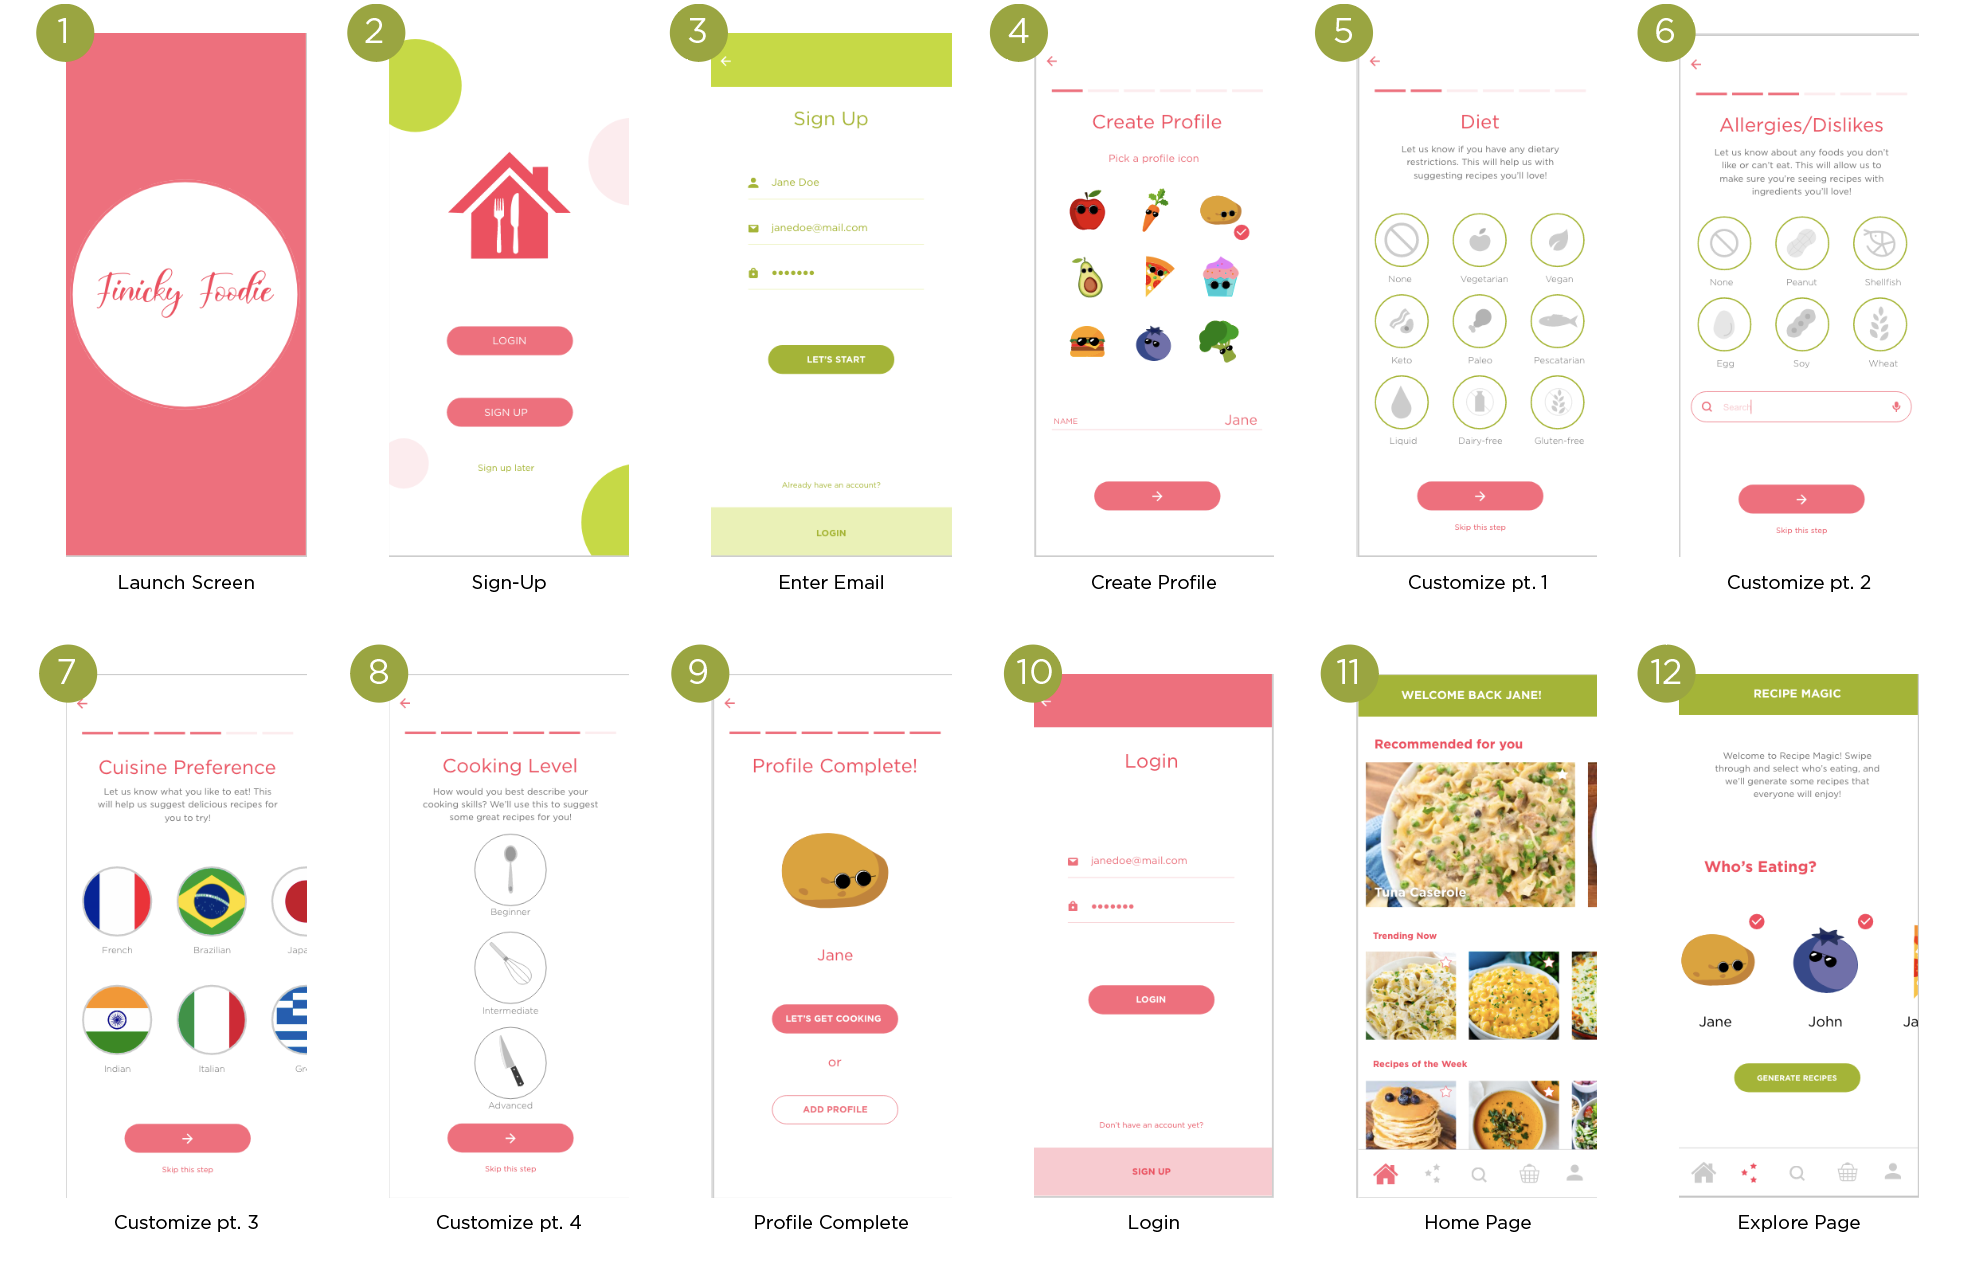 1
Finicky Foodie
Launch Screen
2
LOGIN
SIGN UP
Sign up later
Sign-Up
3
Sign Up
Jane Doe
janedoe@mail.com
LET'S START
Already have an account?
LOGIN
Enter Email
4
Create Profile
Pick a profile icon
NAME Jane
Create Profile
5
Diet
Let us know if you have any dietary
restrictions. This will help us with
suggesting recipes you'll love!
None Vegetarian Vegan
Keto Paleo Pescatarian
Liquid Dairy-free Gluten-free
Skip this step
Customize pt. 1
6
Allergies/Dislikes
Let us know about any foods you don't
like or can't eat. This will allow us to
make sure you're seeing recipes with
ingredients you'll love!
None Peanut Shellfish
Egg Soy Wheat
Search
Skip this step
Customize pt. 2
7
Cuisine Preference
Let us know what you like to eat! This
will help us suggest delicious recipes for
you to try!
French Brazilian Japa
Indian Italian Gr
Skip this step
Customize pt. 3
8
Cooking Level
How would you best describe your
cooking skills? We'll use this to suggest
some great recipes for you!
Beginner
Intermediate
Advanced
Skip this step
Customize pt. 4
9
Profile Complete!
Jane
LET'S GET COOKING
or
ADD PROFILE
Profile Complete
10
Login
janedoe@mail.com
LOGIN
Don't have an account yet?
SIGN UP
Login
11
WELCOME BACK JANE!
Recommended for you
Tuna Caserole
Trending Now
Recipes of the Week
Home Page
12
RECIPE MAGIC
Welcome to Recipe Magic! Swipe
through and select who's eating, and
we'll generate some recipes that
everyone will enjoy!
Who's Eating?
Jane John Ja
GENERATE RECIPES
Explore Page